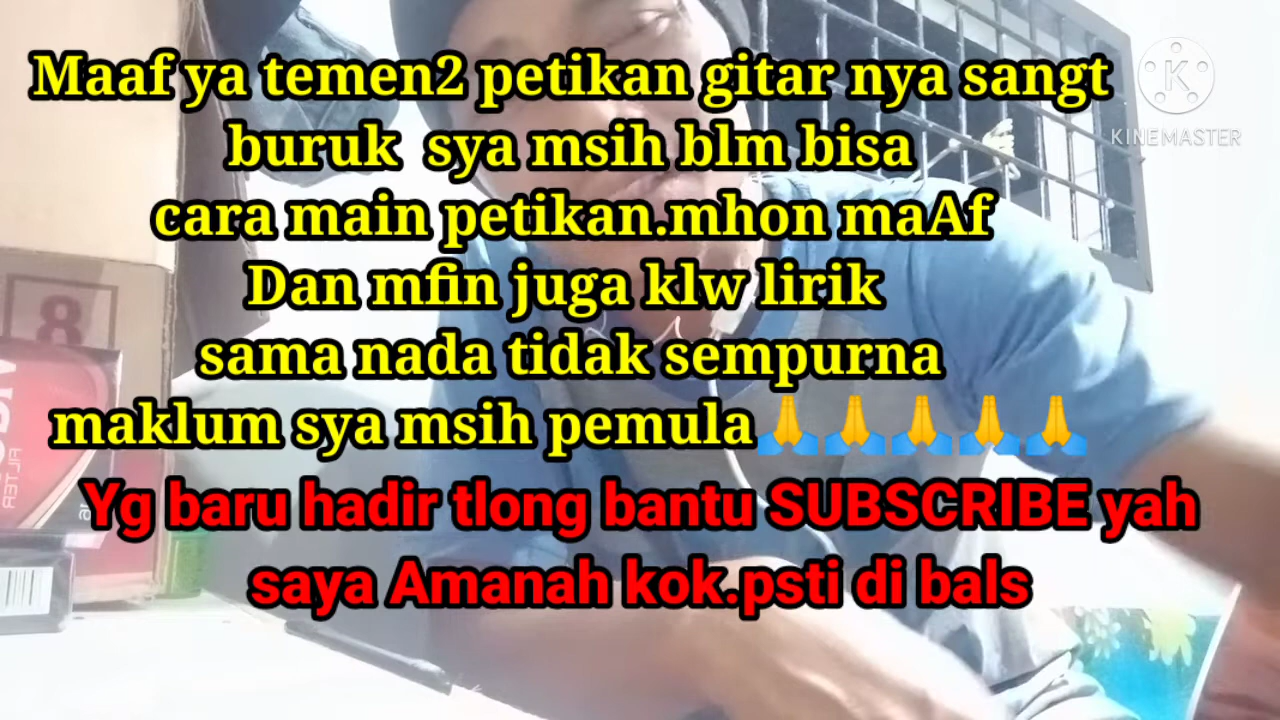 Maaf ya temen2 petikan gitar nya sangt
buruk sya msih blm bisa
cara main petikan.mhon maAf
Dan mfin juga klw lirik
sama nada tidak sempurna
maklum sya msih pemula🙏🙏🙏🙏🙏
Yg baru hadir tlong bantu SUBSCRIBE yah
saya Amanah kok.psti di bals
K
KINEMASTER
8